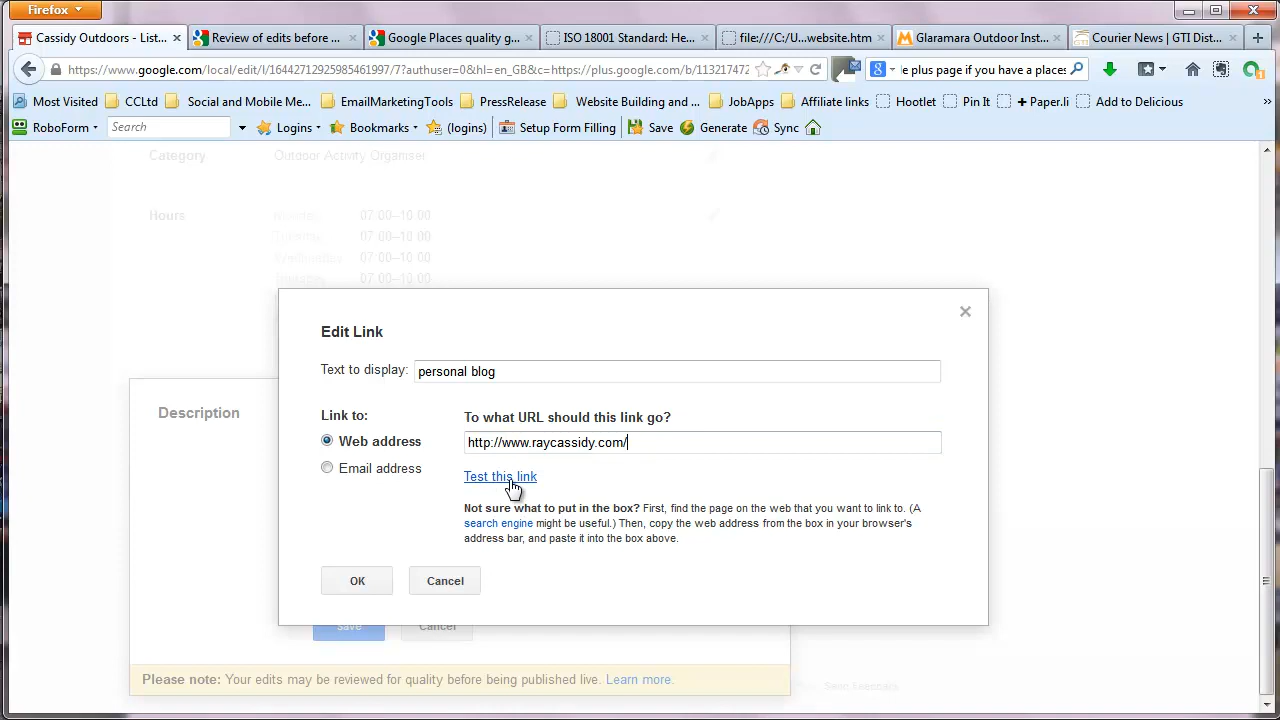 Firefox
Cassidy Outdoors - List...
Review of edits before ...
Google Places quality g...
ISO 18001 Standard: He...
file:///C:/U...website.htm
Glaramara Outdoor Inst...
Courier News | GTI Dist...
https://www.google.com/local/edit/l/16442712925985461997/7?authuser=0&hl=en_GB&c=https://plus.google.com/b/113217472
le plus page if you have a places
Most Visited
CCLtd
Social and Mobile Me...
EmailMarketingTools
PressRelease
Website Building and ...
JobApps
Affiliate links
Hootlet
Pin It
+ Paper.li
Add to Delicious
RoboForm
Search
Logins
Bookmarks
(logins)
Setup Form Filling
Save
Generate
Sync
Category
Outdoor Activity Organiser
Hours
07:00–10:00
07:00–10:00
Wednesday 07:00–10:00
07:00–10:00
Edit Link
Text to display: personal blog
Link to:
To what URL should this link go?
Web address
http://www.raycassidy.com/
Email address
Test this link
Not sure what to put in the box? First, find the page on the web that you want to link to. (A
search engine might be useful.) Then, copy the web address from the box in your browser's
address bar, and paste it into the box above.
OK
Cancel
Description
Save
Cancel
Please note: Your edits may be reviewed for quality before being published live. Learn more.